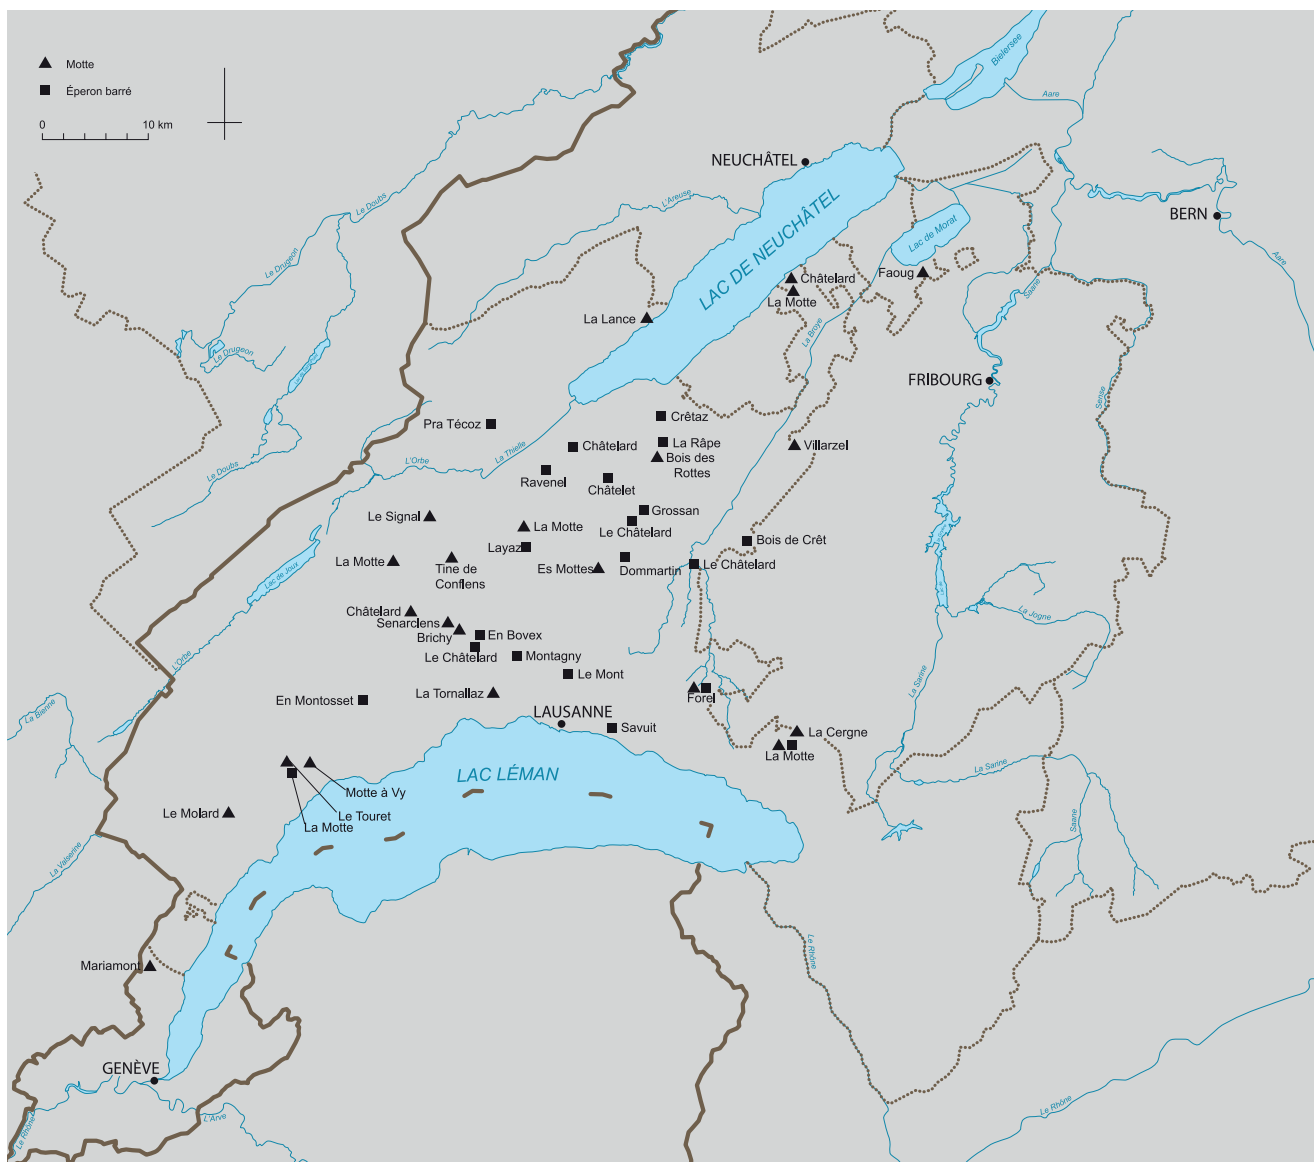 Motte
Éperon barré
0 10 km
Bielersee
Aare
Le Doubs
NEUCHÂTEL
L'Areuse
BERN
Le Drugeon
LAC DE NEUCHÂTEL
Lac de Morat
Aare
Châtelard
Faoug
Saane
La Motte
La Lance
La Broye
Le Drugeon
FRIBOURG
Sense
Crêtaz
Pra Técoz
La Thielle
Châtelard
La Râpe
Villarzel
Bois des
Rottes
L'Orbe
Le Doubs
Ravenel
Châtelet
Grossan
Le Signal
La Motte
Le Châtelard
Bois de Crêt
Layaz
La Motte
Tine de
Conflens
Es Mottes
Dommartin
Le Châtelard
Lac de Joux
Châtelard
Senarclens
Brichy
En Bovex
La Jogne
Le Châtelard
Montagny
L'Orbe
Le Mont
La Sarine
La Tornallaz
En Montosset
Forel
La Bienne
LAUSANNE
Savuit
La Cergne
La Motte
La Sarine
LAC LÉMAN
Motte à Vy
Le Touret
La Motte
Le Molard
Saane
La Valserine
Le Rhône
Mariamont
GENÈVE
L'Arve
Le Rhône
Le Rhône